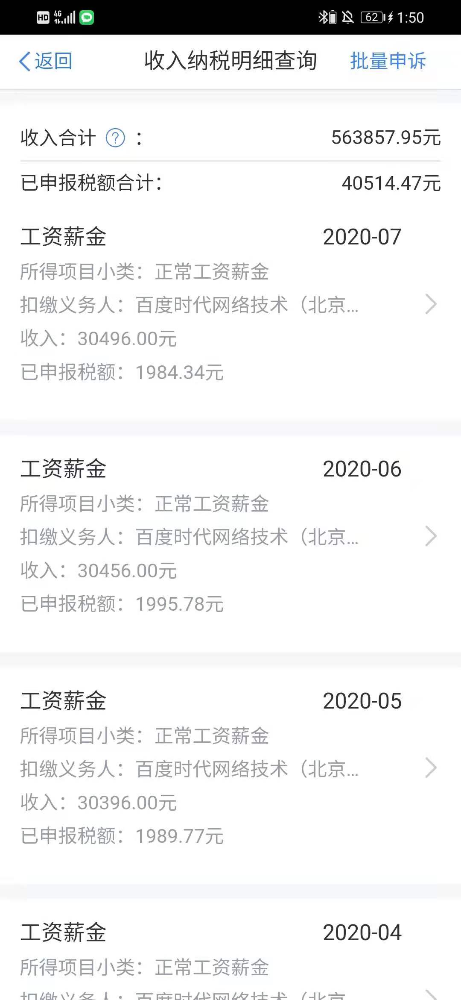 HD 4G 62 1:50
返回 收入纳税明细查询 批量申诉
收入合计 ? ： 563857.95元
已申报税额合计： 40514.47元
工资薪金 2020-07
所得项目小类：正常工资薪金
扣缴义务人：百度时代网络技术（北京...
收入：30496.00元
已申报税额：1984.34元
工资薪金 2020-06
所得项目小类：正常工资薪金
扣缴义务人：百度时代网络技术（北京...
收入：30456.00元
已申报税额：1995.78元
工资薪金 2020-05
所得项目小类：正常工资薪金
扣缴义务人：百度时代网络技术（北京...
收入：30396.00元
已申报税额：1989.77元
工资薪金 2020-04
所得项目小类：正常工资薪金
扣缴义务人：百度时代网络技术（北京